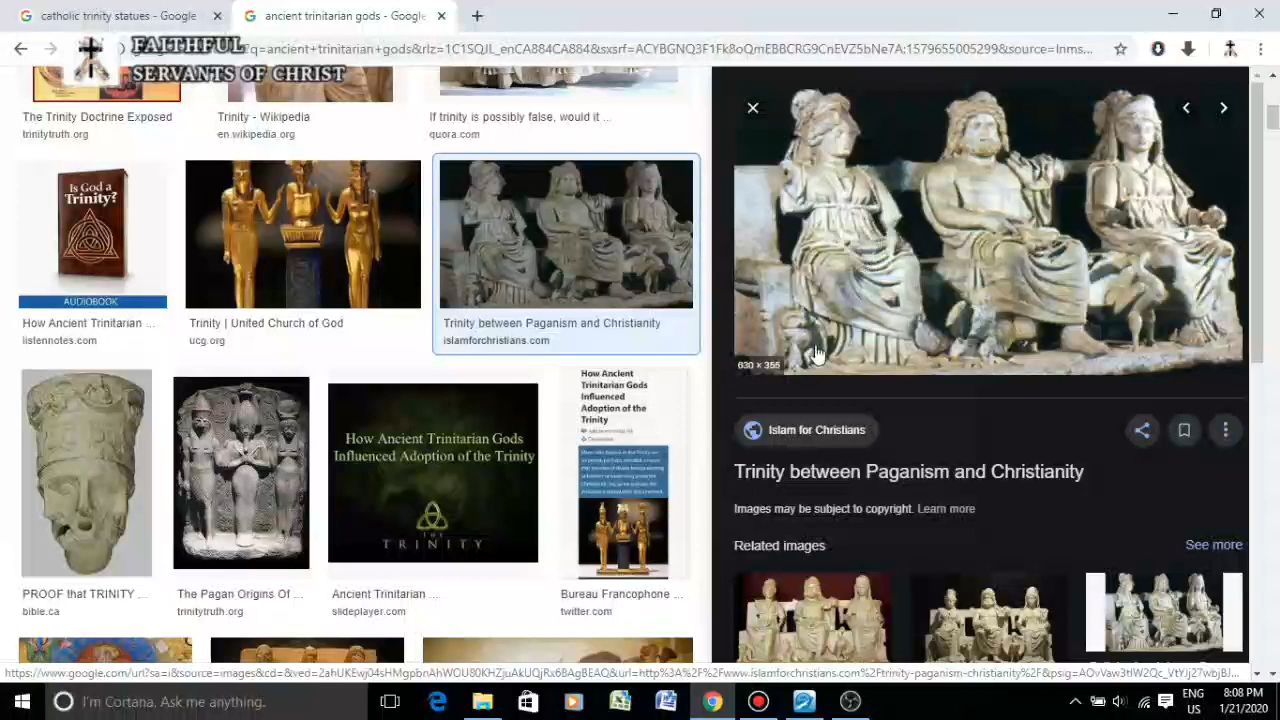 catholic trinity statues - Google
ancient trinitarian gods - Google
FAITHFUL
SERVANTS OF CHRIST
q=ancient+trinitarian+gods&rlz=1C1SQJL_enCA884CA884&sxsrf=ACYBGNQ3F1Fk8oQmEBBCRG9CnEVZ5bNe7A:1579655005299&source=lnms...
The Trinity Doctrine Exposed
trinitytruth.org
Trinity - Wikipedia
en.wikipedia.org
If trinity is possibly false, would it ...
quora.com
Is God a
Trinity?
AUDIOBOOK
How Ancient Trinitarian ...
listennotes.com
Trinity | United Church of God
ucg.org
Trinity between Paganism and Christianity
islamforchristians.com
630 × 355
Islam for Christians
Trinity between Paganism and Christianity
Images may be subject to copyright. Learn more
Related images
See more
How Ancient Trinitarian Gods
Influenced Adoption of the Trinity
THE
TRINITY
How Ancient
Trinitarian Gods
Influenced
Adoption of the
Trinity
PROOF that TRINITY ...
bible.ca
The Pagan Origins Of ...
trinitytruth.org
Ancient Trinitarian ...
slideplayer.com
Bureau Francophone ...
twitter.com
I'm Cortana. Ask me anything.
ENG
US
8:08 PM
1/21/2020